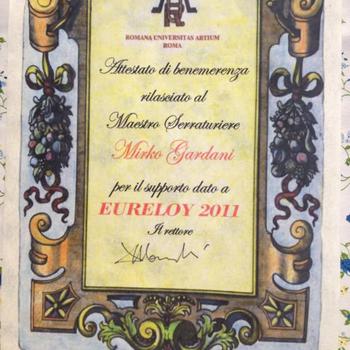 ROMANA UNIVERSITAS ARTIUM
ROMA
Attestato di benemerenza
rilasciato al
Maestro Serraturiere
Mirko Gardani
per il supporto dato a
EURELOY 2011
Il rettore